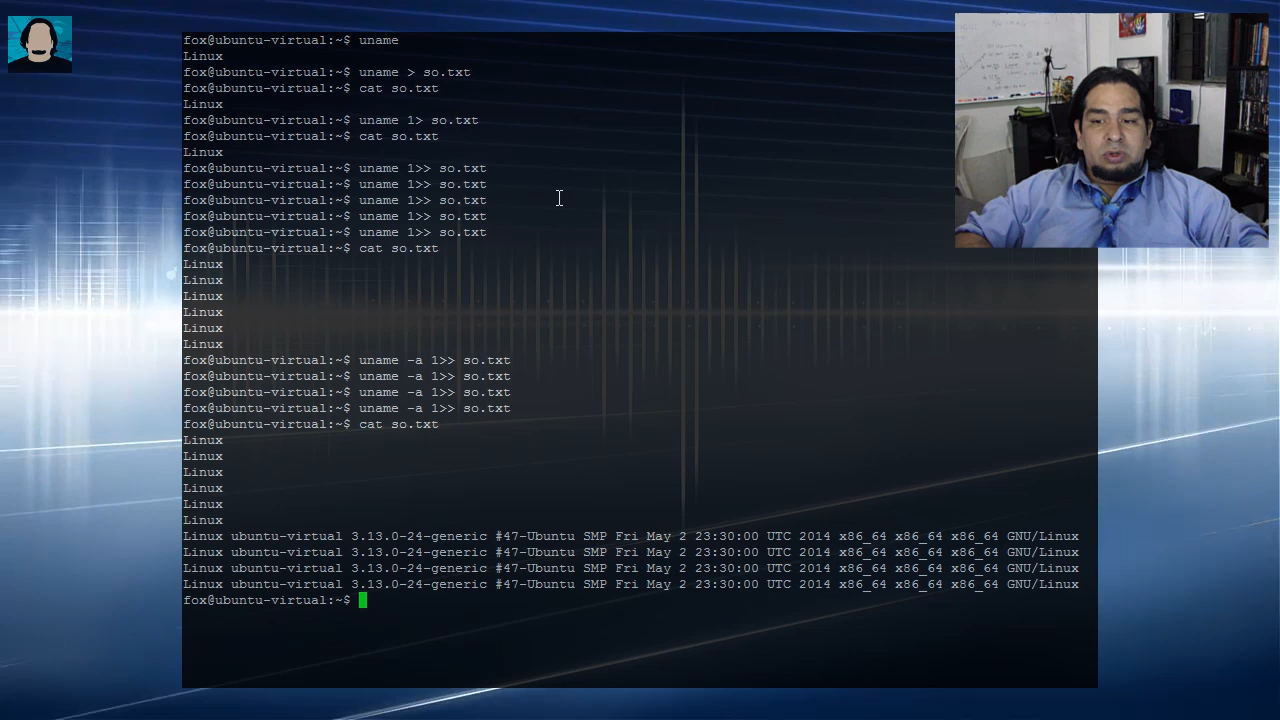 fox@ubuntu-virtual:~$ uname
Linux
fox@ubuntu-virtual:~$ uname > so.txt
fox@ubuntu-virtual:~$ cat so.txt
Linux
fox@ubuntu-virtual:~$ uname 1> so.txt
fox@ubuntu-virtual:~$ cat so.txt
Linux
fox@ubuntu-virtual:~$ uname 1>> so.txt
fox@ubuntu-virtual:~$ uname 1>> so.txt
fox@ubuntu-virtual:~$ uname 1>> so.txt
fox@ubuntu-virtual:~$ uname 1>> so.txt
fox@ubuntu-virtual:~$ uname 1>> so.txt
fox@ubuntu-virtual:~$ cat so.txt
Linux
Linux
Linux
Linux
Linux
Linux
fox@ubuntu-virtual:~$ uname -a 1>> so.txt
fox@ubuntu-virtual:~$ uname -a 1>> so.txt
fox@ubuntu-virtual:~$ uname -a 1>> so.txt
fox@ubuntu-virtual:~$ uname -a 1>> so.txt
fox@ubuntu-virtual:~$ cat so.txt
Linux
Linux
Linux
Linux
Linux
Linux
Linux ubuntu-virtual 3.13.0-24-generic #47-Ubuntu SMP Fri May 2 23:30:00 UTC 2014 x86_64 x86_64 x86_64 GNU/Linux
Linux ubuntu-virtual 3.13.0-24-generic #47-Ubuntu SMP Fri May 2 23:30:00 UTC 2014 x86_64 x86_64 x86_64 GNU/Linux
Linux ubuntu-virtual 3.13.0-24-generic #47-Ubuntu SMP Fri May 2 23:30:00 UTC 2014 x86_64 x86_64 x86_64 GNU/Linux
Linux ubuntu-virtual 3.13.0-24-generic #47-Ubuntu SMP Fri May 2 23:30:00 UTC 2014 x86_64 x86_64 x86_64 GNU/Linux
fox@ubuntu-virtual:~$